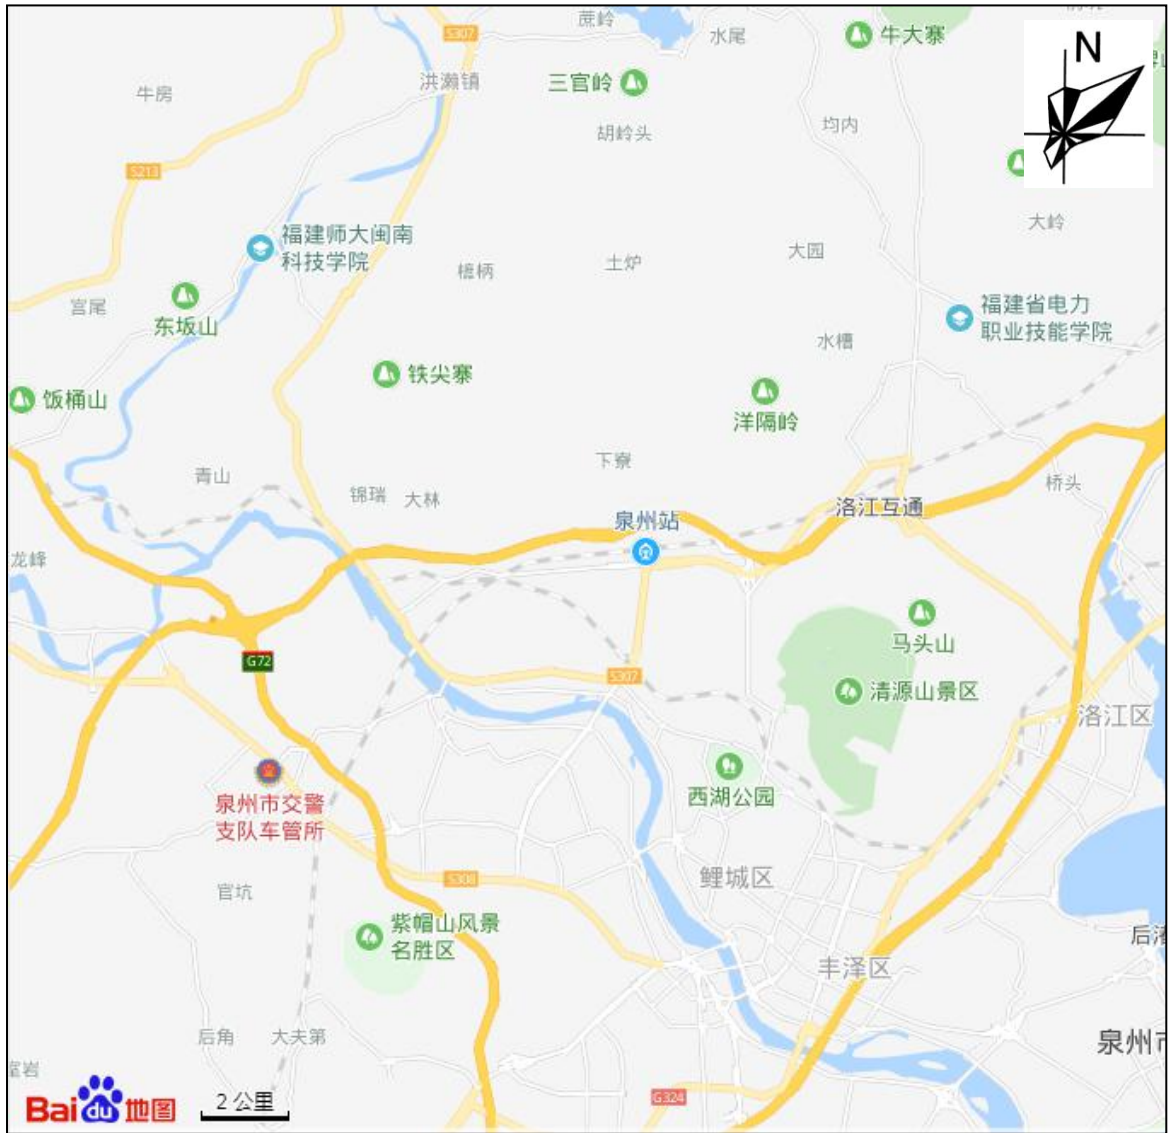 蔗岭
S307
水尾
牛大寨
N
洪濑镇
三官岭
牛房
胡岭头
均内
S213
大岭
福建师大闽南
科技学院
大园
土炉
檺柄
宫尾
东坂山
福建省电力
职业技能学院
水槽
铁尖寨
饭桶山
洋隔岭
下寮
青山
锦瑞
大林
桥头
洛江互通
泉州站
龙峰
马头山
G72
S307
清源山景区
洛江区
泉州市交警
支队车管所
西湖公园
鲤城区
S308
官坑
紫帽山风景
名胜区
后渚
丰泽区
后角
大夫第
泉州市
Bai du 地图
2 公里
G324